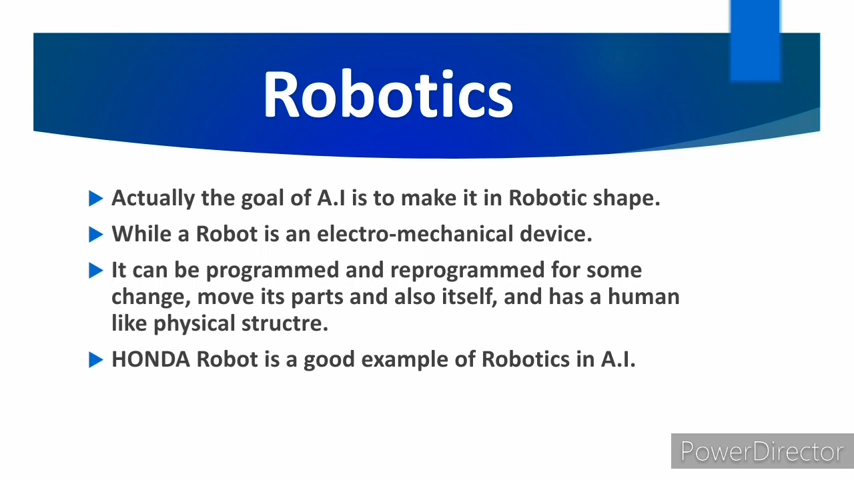 Robotics
Actually the goal of A.I is to make it in Robotic shape.
While a Robot is an electro-mechanical device.
It can be programmed and reprogrammed for some
change, move its parts and also itself, and has a human
like physical structre.
HONDA Robot is a good example of Robotics in A.I.
PowerDirector